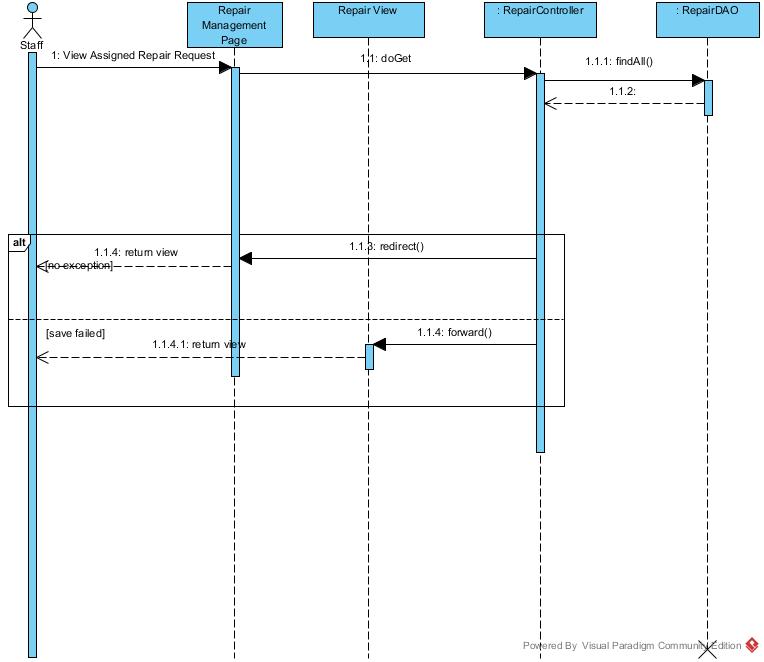 Repair
Management
Page
Repair View
: RepairController
: RepairDAO
Staff
1: View Assigned Repair Request
1.1: doGet
1.1.1: findAll()
1.1.2:
alt
1.1.4: return view
[no exception]
1.1.3: redirect()
[save failed]
1.1.4.1: return view
1.1.4: forward()
Powered By Visual Paradigm Community Edition